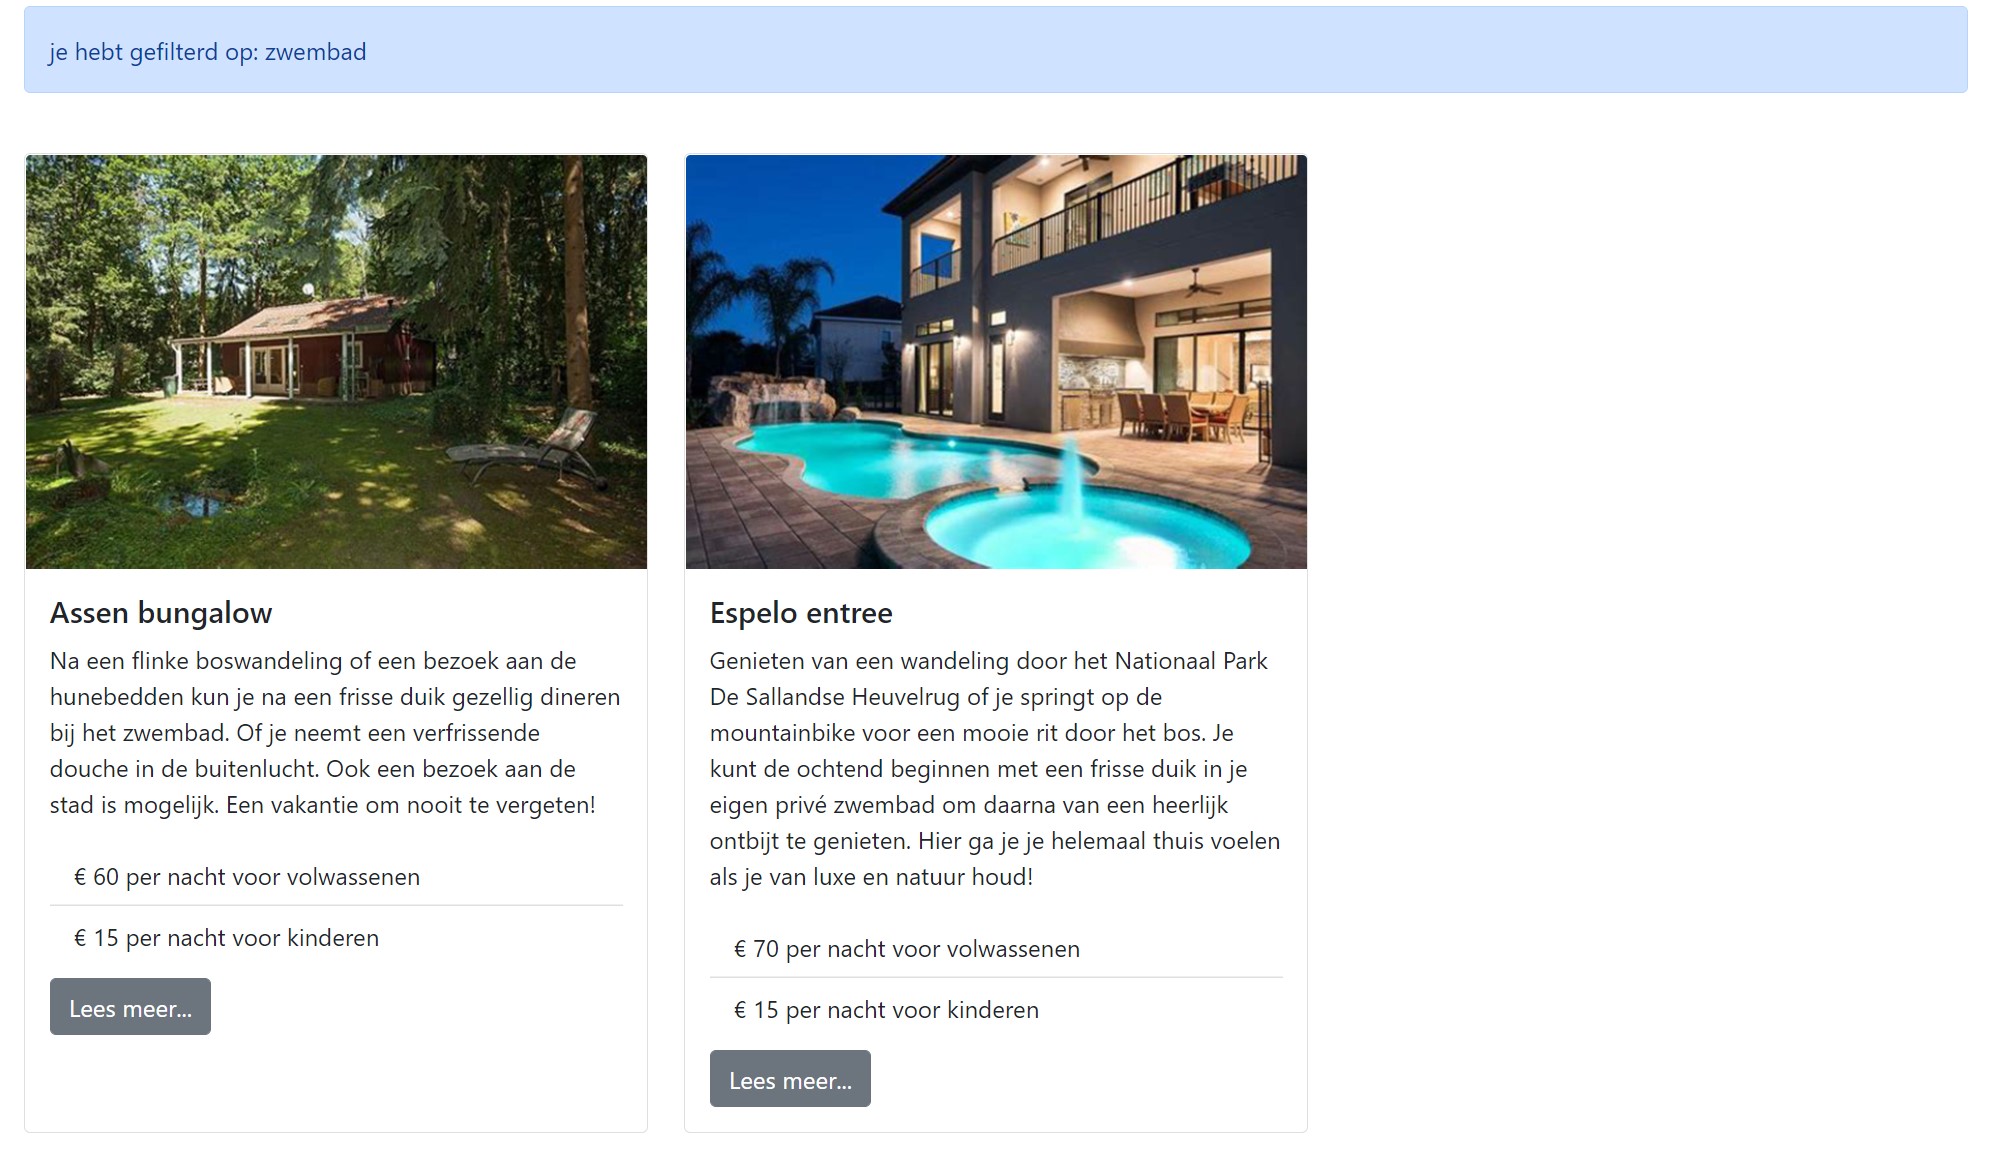 je hebt gefilterd op: zwembad
Assen bungalow
Na een flinke boswandeling of een bezoek aan de
hunebedden kun je na een frisse duik gezellig dineren
bij het zwembad. Of je neemt een verfrissende
douche in de buitenlucht. Ook een bezoek aan de
stad is mogelijk. Een vakantie om nooit te vergeten!
€ 60 per nacht voor volwassenen
€ 15 per nacht voor kinderen
Lees meer...
Espelo entree
Genieten van een wandeling door het Nationaal Park
De Sallandse Heuvelrug of je springt op de
mountainbike voor een mooie rit door het bos. Je
kunt de ochtend beginnen met een frisse duik in je
eigen privé zwembad om daarna van een heerlijk
ontbijt te genieten. Hier ga je je helemaal thuis voelen
als je van luxe en natuur houd!
€ 70 per nacht voor volwassenen
€ 15 per nacht voor kinderen
Lees meer...